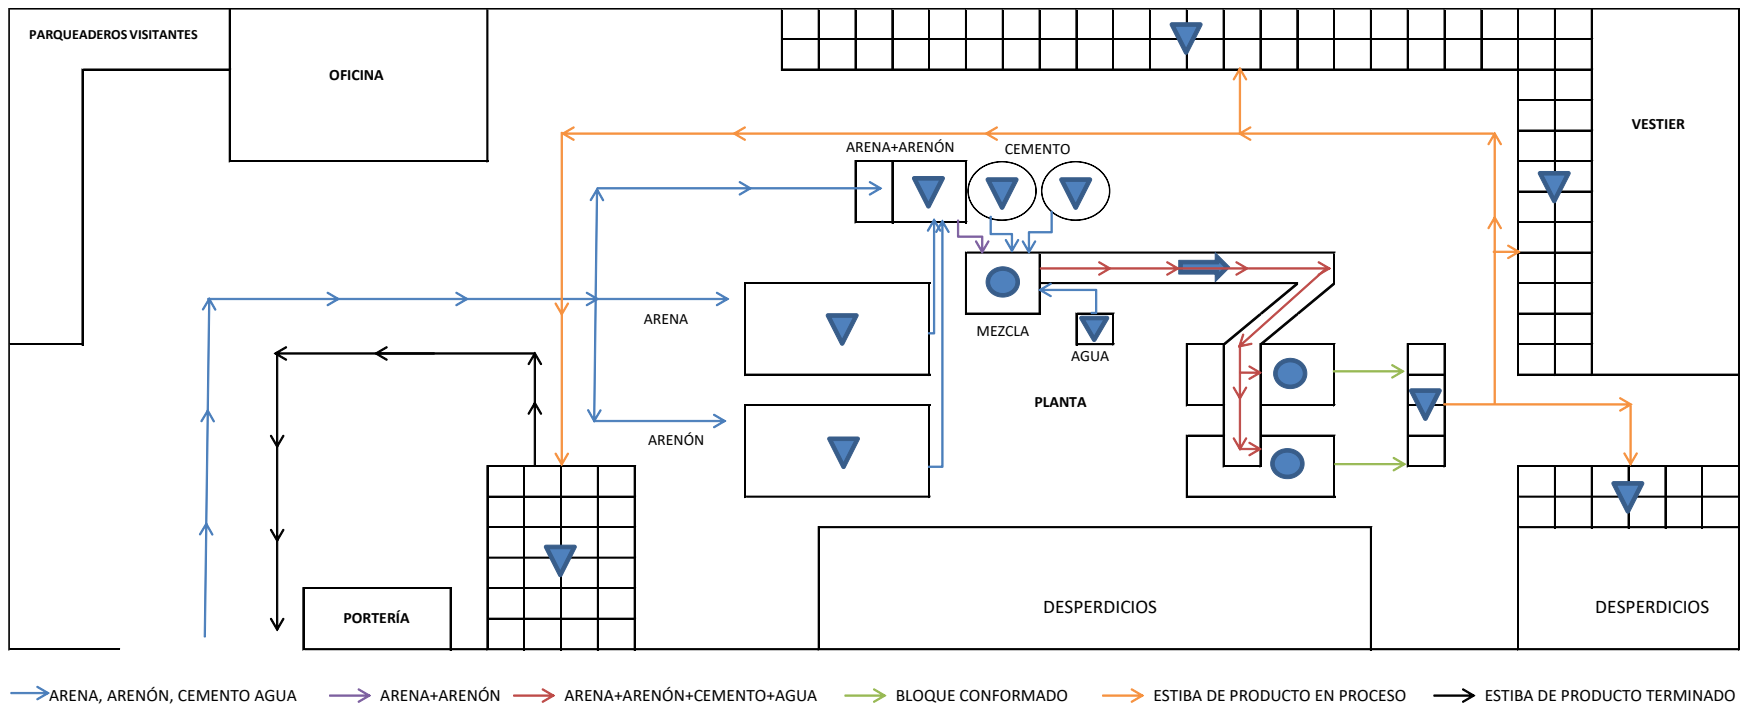 PARQUEADEROS VISITANTES
OFICINA
VESTIER
ARENA+ARENÓN
CEMENTO
ARENA
MEZCLA
AGUA
PLANTA
ARENÓN
PORTERÍA
DESPERDICIOS
DESPERDICIOS
ARENA, ARENÓN, CEMENTO AGUA
ARENA+ARENÓN
ARENA+ARENÓN+CEMENTO+AGUA
BLOQUE CONFORMADO
ESTIBA DE PRODUCTO EN PROCESO
ESTIBA DE PRODUCTO TERMINADO